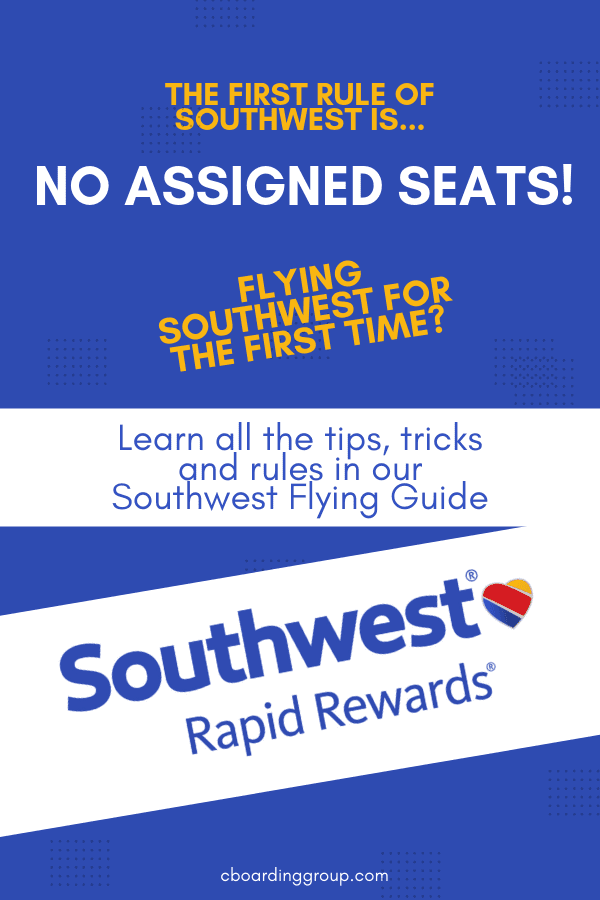 THE FIRST RULE OF
SOUTHWEST IS...
NO ASSIGNED SEATS!
FLYING
SOUTHWEST FOR
THE FIRST TIME?
Learn all the tips, tricks
and rules in our
Southwest Flying Guide
Southwest®
Rapid Rewards®
cboardinggroup.com